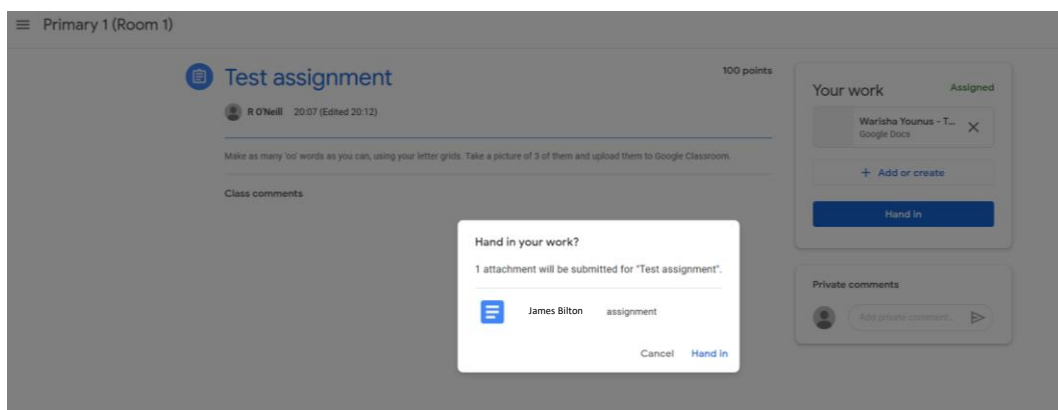 Primary 1 (Room 1)
Test assignment
100 points
R O'Neill 20:07 (Edited 20:12)
Make as many 'oo' words as you can, using your letter grids. Take a picture of 3 of them and upload them to Google Classroom.
Class comments
Your work Assigned
Warisha Younus - T...
Google Docs
+ Add or create
Hand in
Private comments
Add private comment...
Hand in your work?
1 attachment will be submitted for "Test assignment".
James Bilton assignment
Cancel Hand in